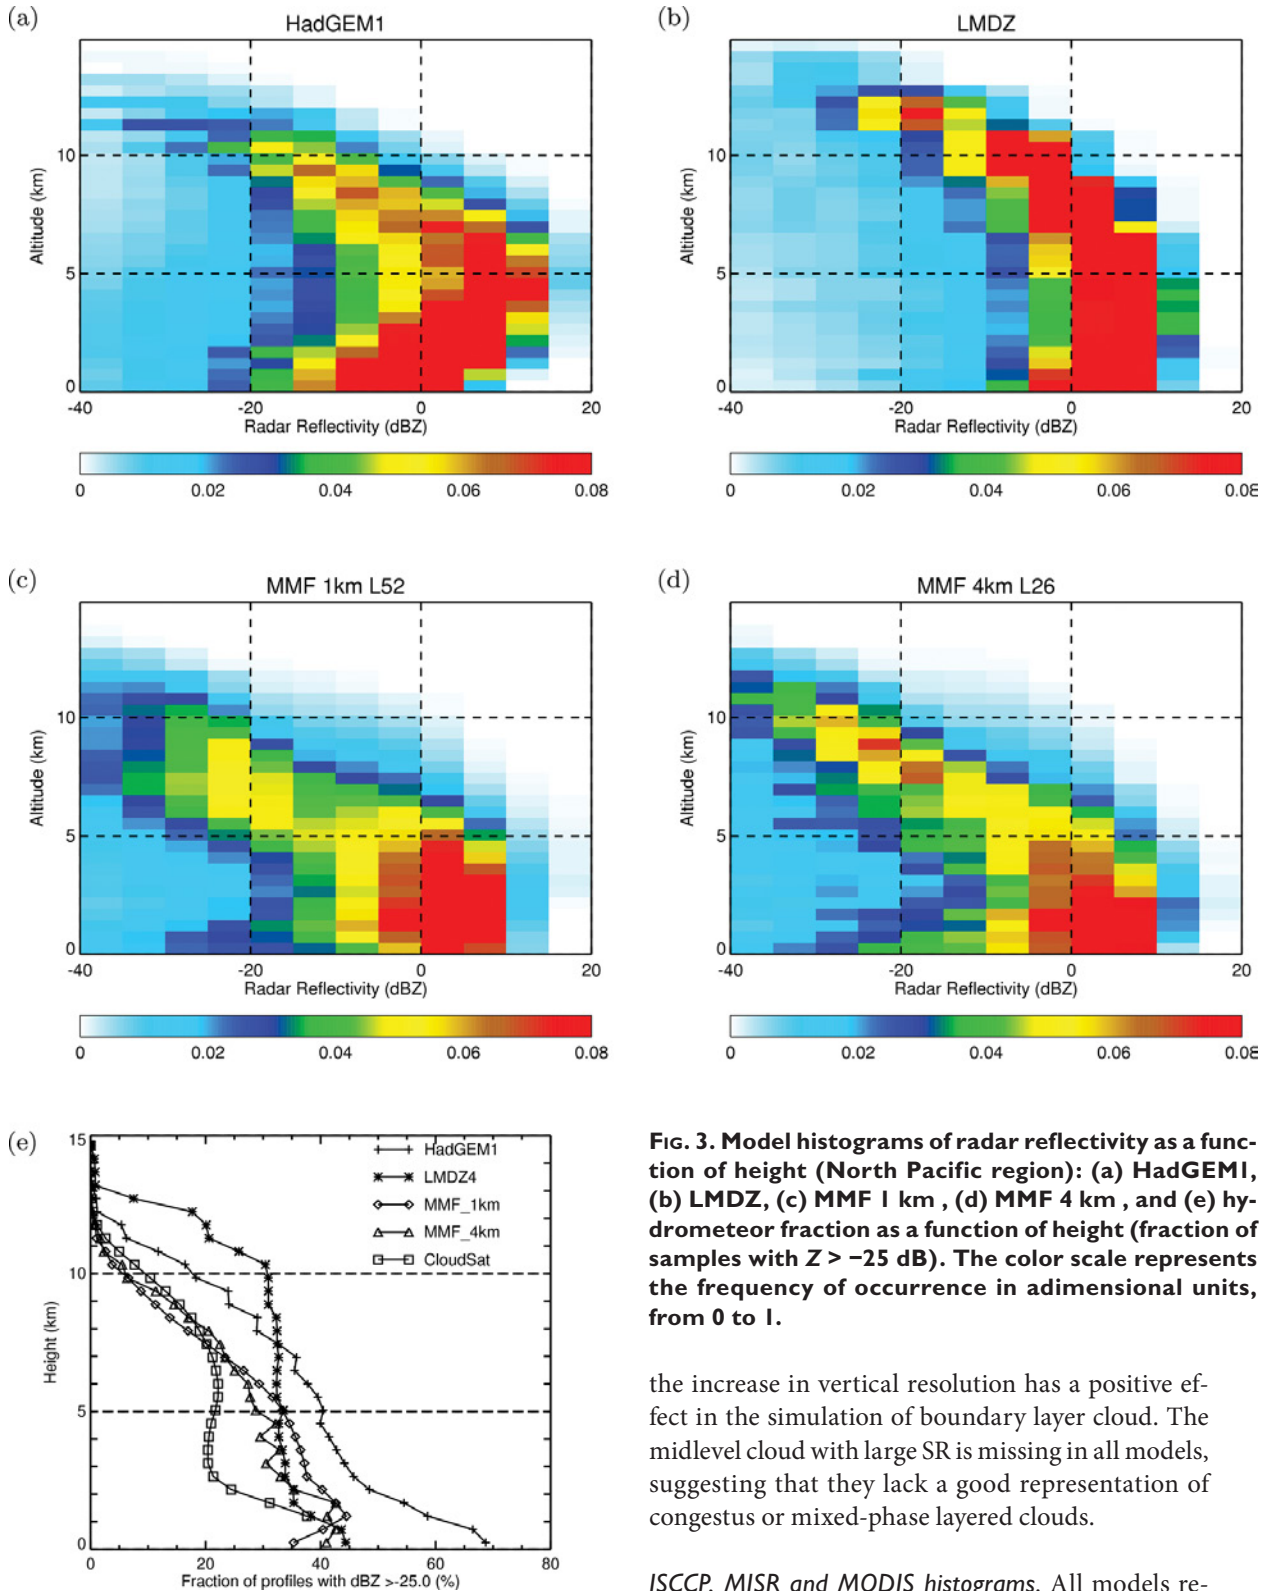 (a)
HadGEM1
Altitude (km)
10
5
0
-40
-20
0
20
Radar Reflectivity (dBZ)
0
0.02
0.04
0.06
0.08
(b)
LMDZ
Altitude (km)
10
5
0
-40
-20
0
20
Radar Reflectivity (dBZ)
0
0.02
0.04
0.06
0.08
(c)
MMF 1km L52
Altitude (km)
10
5
0
-40
-20
0
20
Radar Reflectivity (dBZ)
0
0.02
0.04
0.06
0.08
(d)
MMF 4km L26
Altitude (km)
10
5
0
-40
-20
0
20
Radar Reflectivity (dBZ)
0
0.02
0.04
0.06
0.08
(e)
15
10
5
0
Height (km)
HadGEM1
LMDZ4
MMF_1km
MMF_4km
CloudSat
0
20
40
60
80
Fraction of profiles with dBZ >-25.0 (%)
FIG. 3. Model histograms of radar reflectivity as a func-
tion of height (North Pacific region): (a) HadGEM1,
(b) LMDZ, (c) MMF 1 km , (d) MMF 4 km , and (e) hy-
drometeor fraction as a function of height (fraction of
samples with Z > −25 dB). The color scale represents
the frequency of occurrence in adimensional units,
from 0 to 1.
the increase in vertical resolution has a positive ef-
fect in the simulation of boundary layer cloud. The
midlevel cloud with large SR is missing in all models,
suggesting that they lack a good representation of
congestus or mixed-phase layered clouds.
ISCCP, MISR and MODIS histograms. All models re-